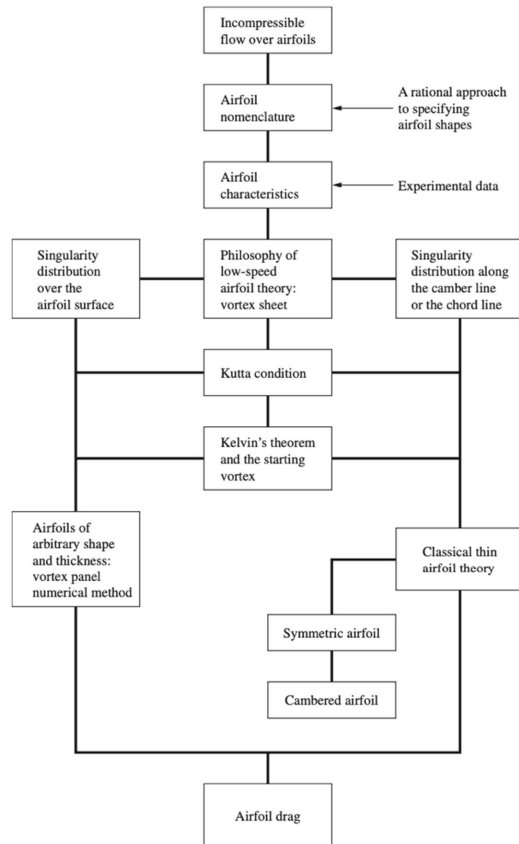 Incompressible
flow over airfoils
Airfoil
nomenclature
A rational approach
to specifying
airfoil shapes
Airfoil
characteristics
Experimental data
Singularity
distribution
over the
airfoil surface
Philosophy of
low-speed
airfoil theory:
vortex sheet
Singularity
distribution along
the camber line
or the chord line
Kutta condition
Kelvin's theorem
and the starting
vortex
Airfoils of
arbitrary shape
and thickness:
vortex panel
numerical method
Classical thin
airfoil theory
Symmetric airfoil
Cambered airfoil
Airfoil drag